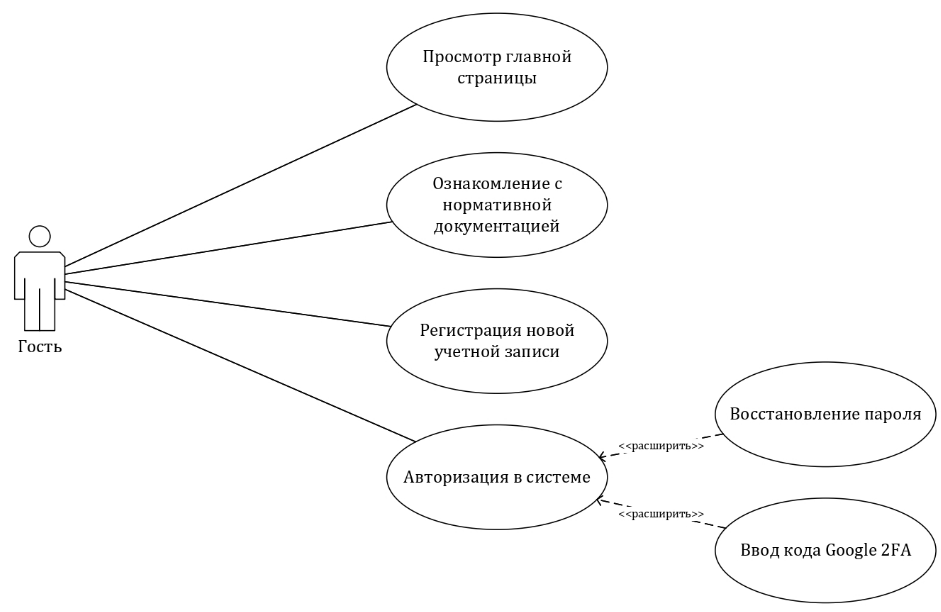 Просмотр главной
страницы
Ознакомление с
нормативной
документацией
Гость
Регистрация новой
учетной записи
Восстановление пароля
<<расширить>>
Авторизация в системе
<<расширить>>
Ввод кода Google 2FA